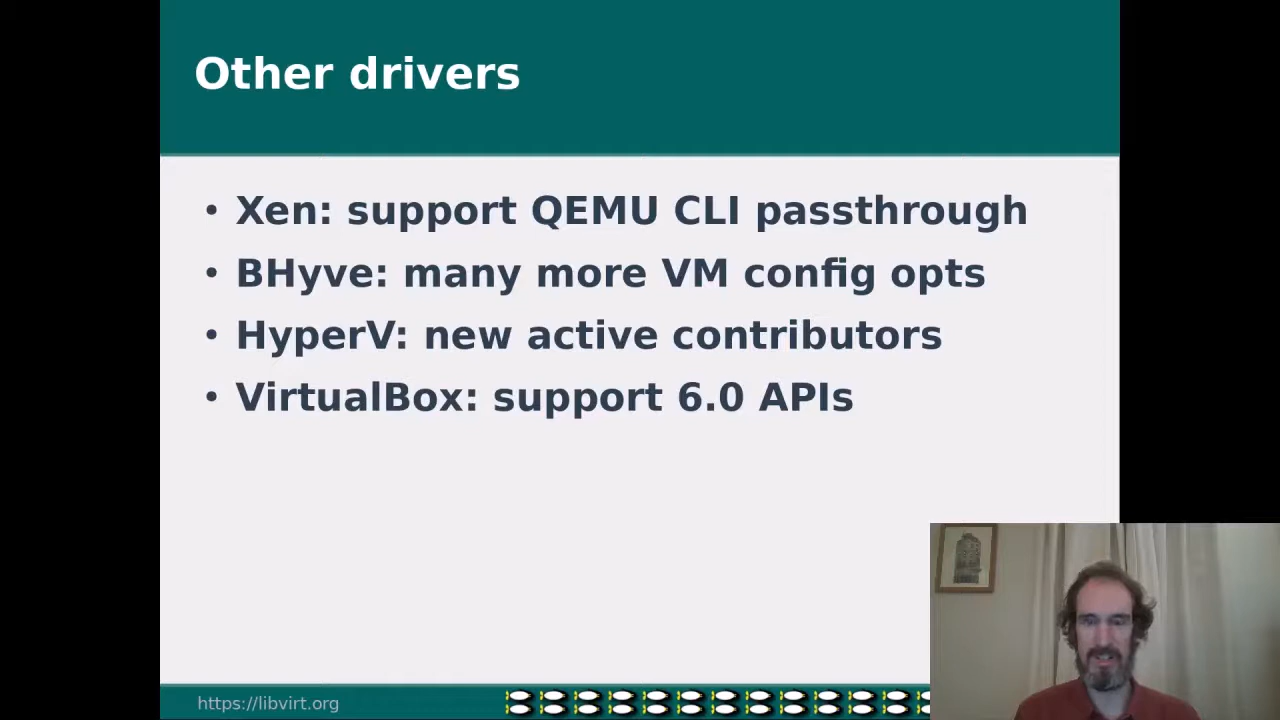 Other drivers
• Xen: support QEMU CLI passthrough
• BHyve: many more VM config opts
• HyperV: new active contributors
• VirtualBox: support 6.0 APIs
https://libvirt.org